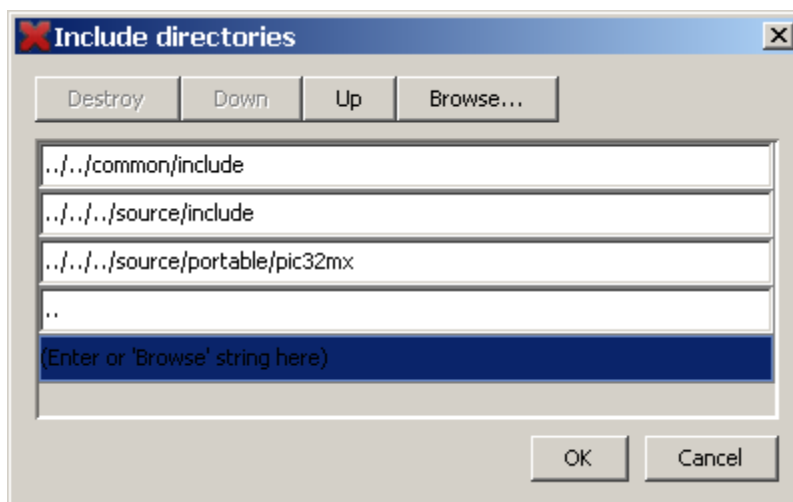 Include directories
Destroy Down Up Browse...
../../common/include
../../../source/include
../../../source/portable/pic32mx
..
(Enter or 'Browse' string here)
OK Cancel